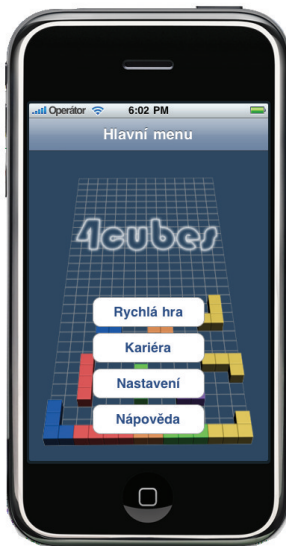 Operátor 6:02 PM
Hlavní menu
4cubes
Rychlá hra
Kariéra
Nastavení
Nápověda